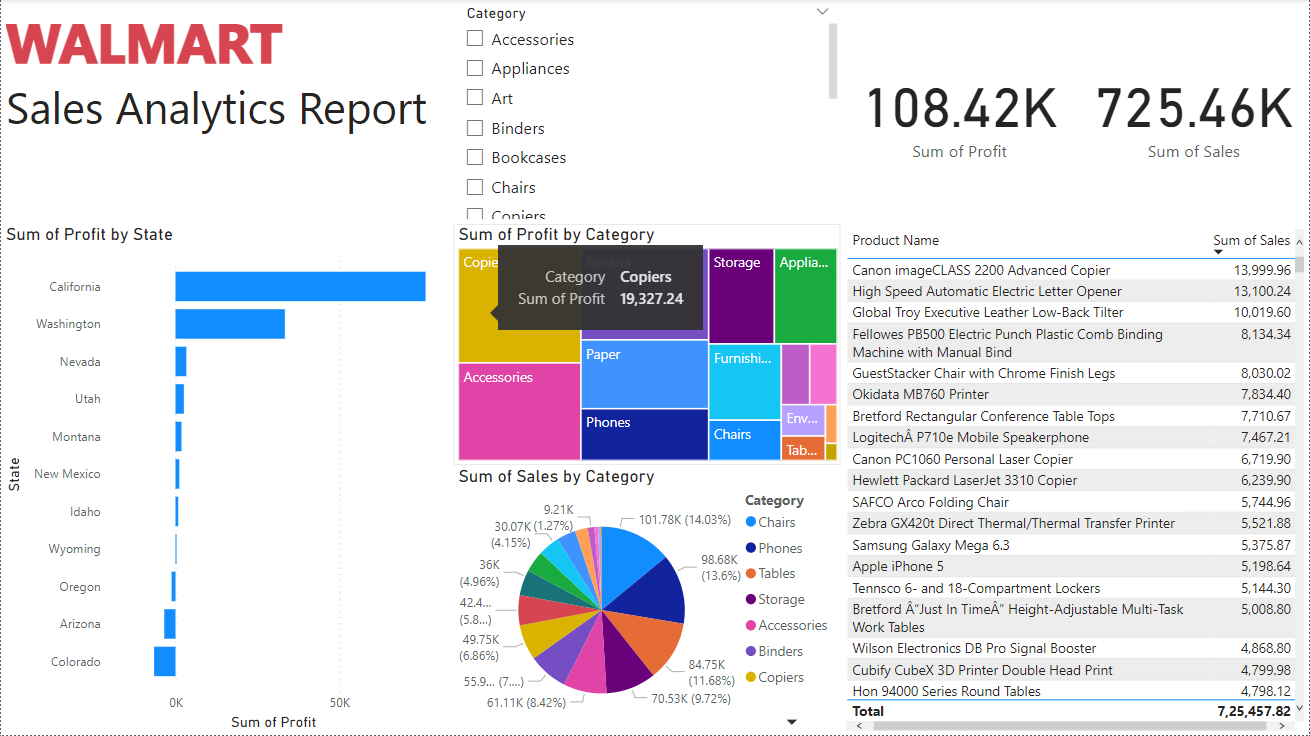 WALMART
Sales Analytics Report
Category
Accessories
Appliances
Art
Binders
Bookcases
Chairs
Copiers
108.42K
Sum of Profit
725.46K
Sum of Sales
Sum of Profit by State
California
Washington
Nevada
Utah
Montana
New Mexico
Idaho
Wyoming
Oregon
Arizona
Colorado
State
0K
50K
Sum of Profit
Sum of Profit by Category
Copie
Binders
Storage
Applia...
Category Copiers
Sum of Profit 19,327.24
Accessories
Paper
Phones
Furnishi...
Chairs
Env...
Tab...
Sum of Sales by Category
101.78K (14.03%)
98.68K
(13.6%)
84.75K
(11.68%)
70.53K (9.72%)
61.11K (8.42%)
55.9... (7....)
49.75K
(6.86%)
42.4...
(5.8...)
36K
(4.96%)
30.07K
(4.15%)
9.21K
(1.27%)
Category
Chairs
Phones
Tables
Storage
Accessories
Binders
Copiers
Product Name Sum of Sales
Canon imageCLASS 2200 Advanced Copier 13,999.96
High Speed Automatic Electric Letter Opener 13,100.24
Global Troy Executive Leather Low-Back Tilter 10,019.60
Fellowes PB500 Electric Punch Plastic Comb Binding 8,134.34
Machine with Manual Bind
GuestStacker Chair with Chrome Finish Legs 8,030.02
Okidata MB760 Printer 7,834.40
Bretford Rectangular Conference Table Tops 7,710.67
LogitechÂ P710e Mobile Speakerphone 7,467.21
Canon PC1060 Personal Laser Copier 6,719.90
Hewlett Packard LaserJet 3310 Copier 6,239.90
SAFCO Arco Folding Chair 5,744.96
Zebra GX420t Direct Thermal/Thermal Transfer Printer 5,521.88
Samsung Galaxy Mega 6.3 5,375.87
Apple iPhone 5 5,198.64
Tennsco 6- and 18-Compartment Lockers 5,144.30
Bretford Â“Just In TimeÂ” Height-Adjustable Multi-Task 5,008.80
Work Tables
Wilson Electronics DB Pro Signal Booster 4,868.80
Cubify CubeX 3D Printer Double Head Print 4,799.98
Hon 94000 Series Round Tables 4,798.12
Total 7,25,457.82